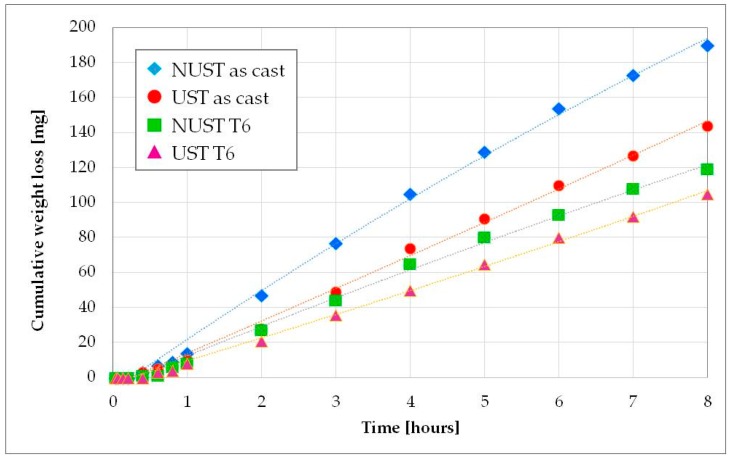 200
180
160
140
120
100
80
60
40
20
0
Cumulative weight loss [mg]
NUST as cast
UST as cast
NUST T6
UST T6
0 1 2 3 4 5 6 7 8
Time [hours]